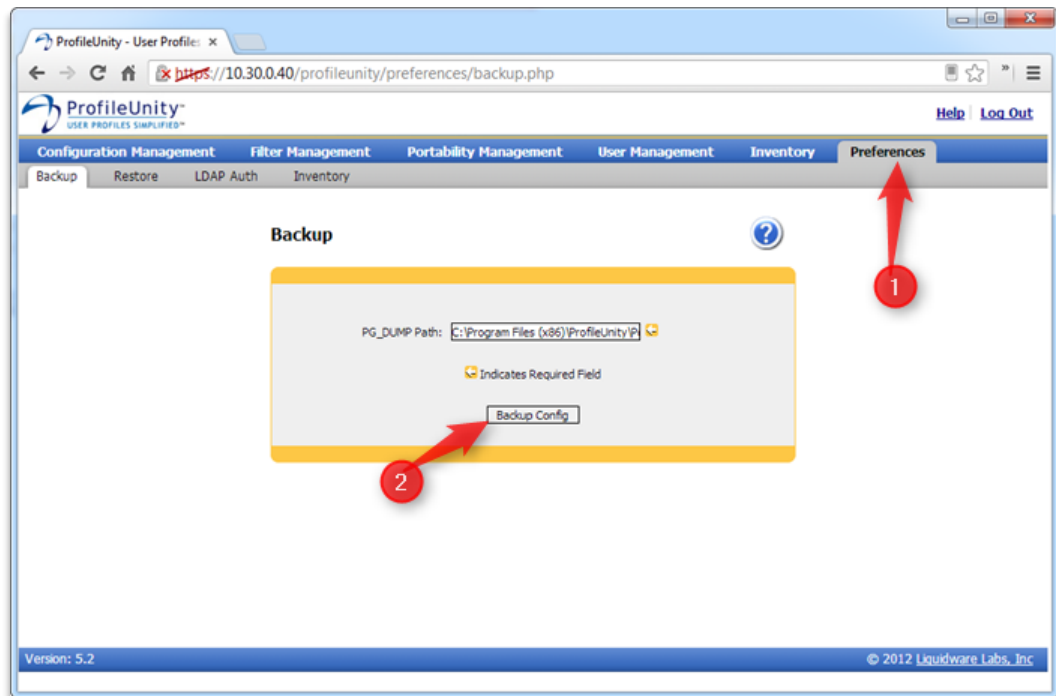 ProfileUnity - User Profiles
https://10.30.0.40/profileunity/preferences/backup.php
ProfileUnity™
USER PROFILES SIMPLIFIED™
Help Log Out
Configuration Management Filter Management Portability Management User Management Inventory Preferences
Backup Restore LDAP Auth Inventory
Backup
1
PG_DUMP Path: C:\Program Files (x86)\ProfileUnity\P
Indicates Required Field
Backup Config
2
Version: 5.2 © 2012 Liquidware Labs, Inc